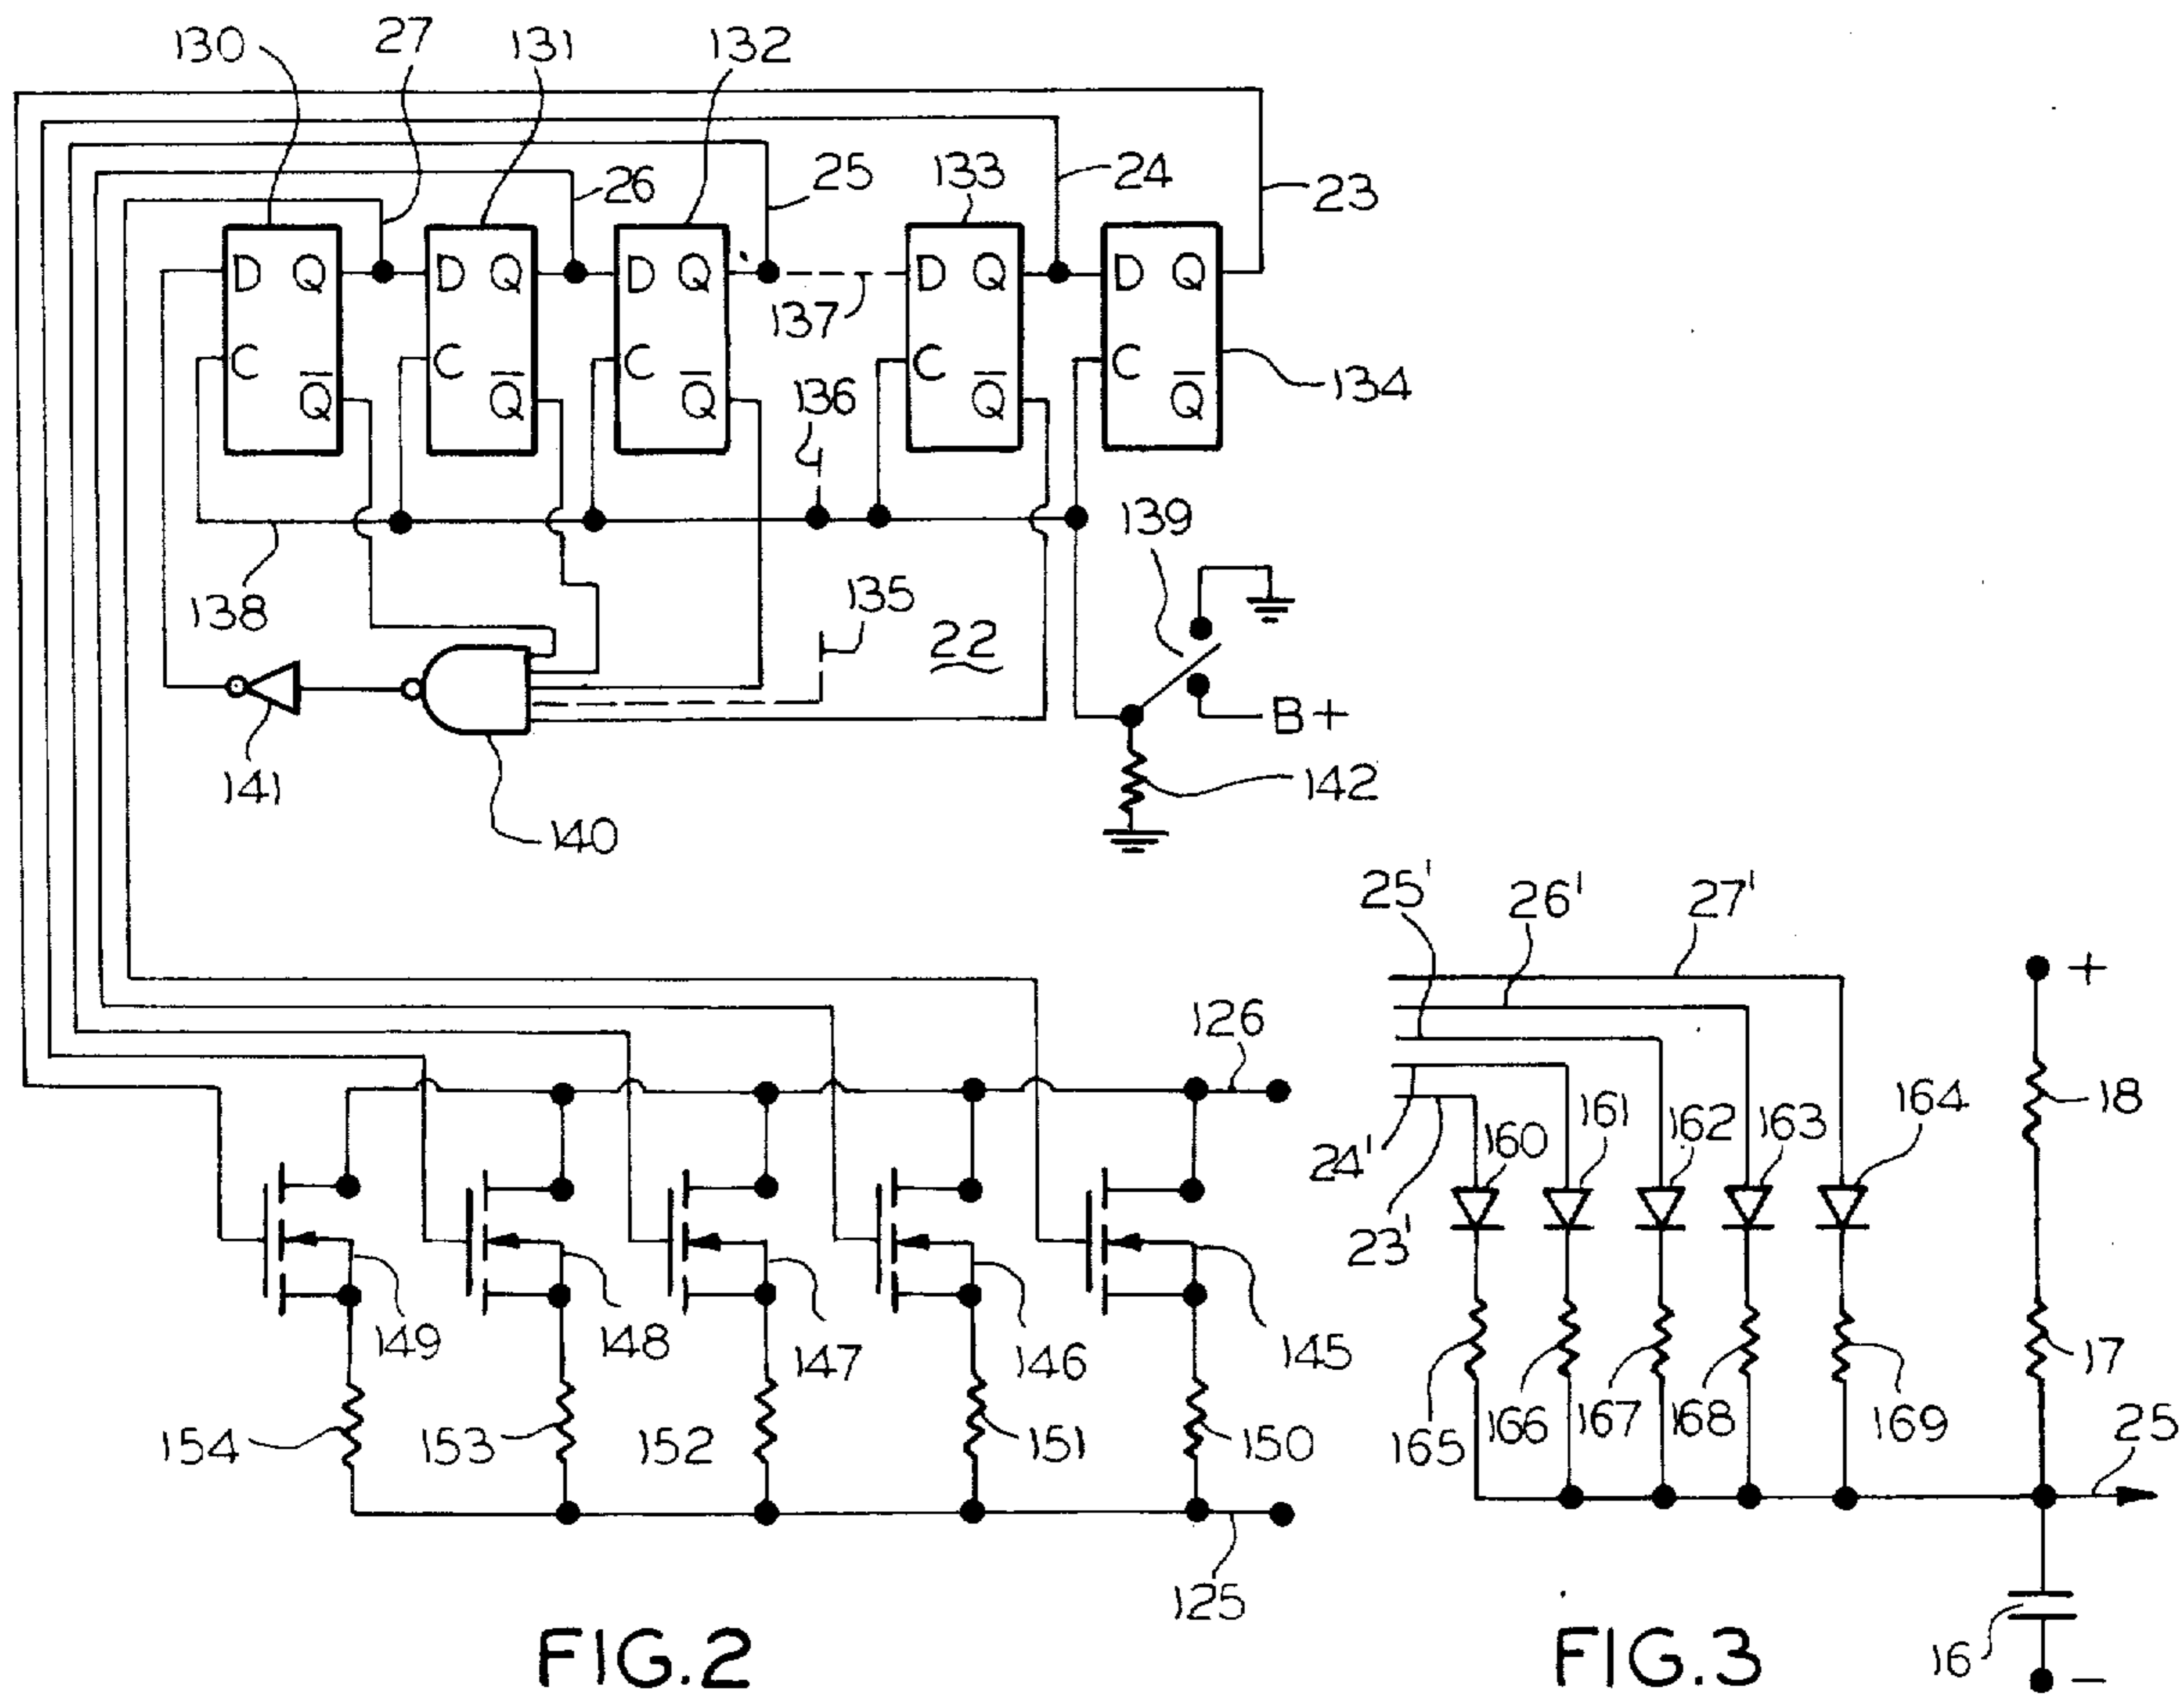 130 27 131 132
26 25 133 24 23
D Q D Q D Q D Q D Q
137
C Q̅ C Q̅ C Q̅ C Q̅ C Q̅
134
136
139
138 135 22
B+
141 140 142
25' 26' 27'
+
126
18
160 161 162 163 164
24'
23'
149 148 147 146 145
17
154 153 152 151 150
165 166 167 168 169 25
125
16
−
FIG.2 FIG.3